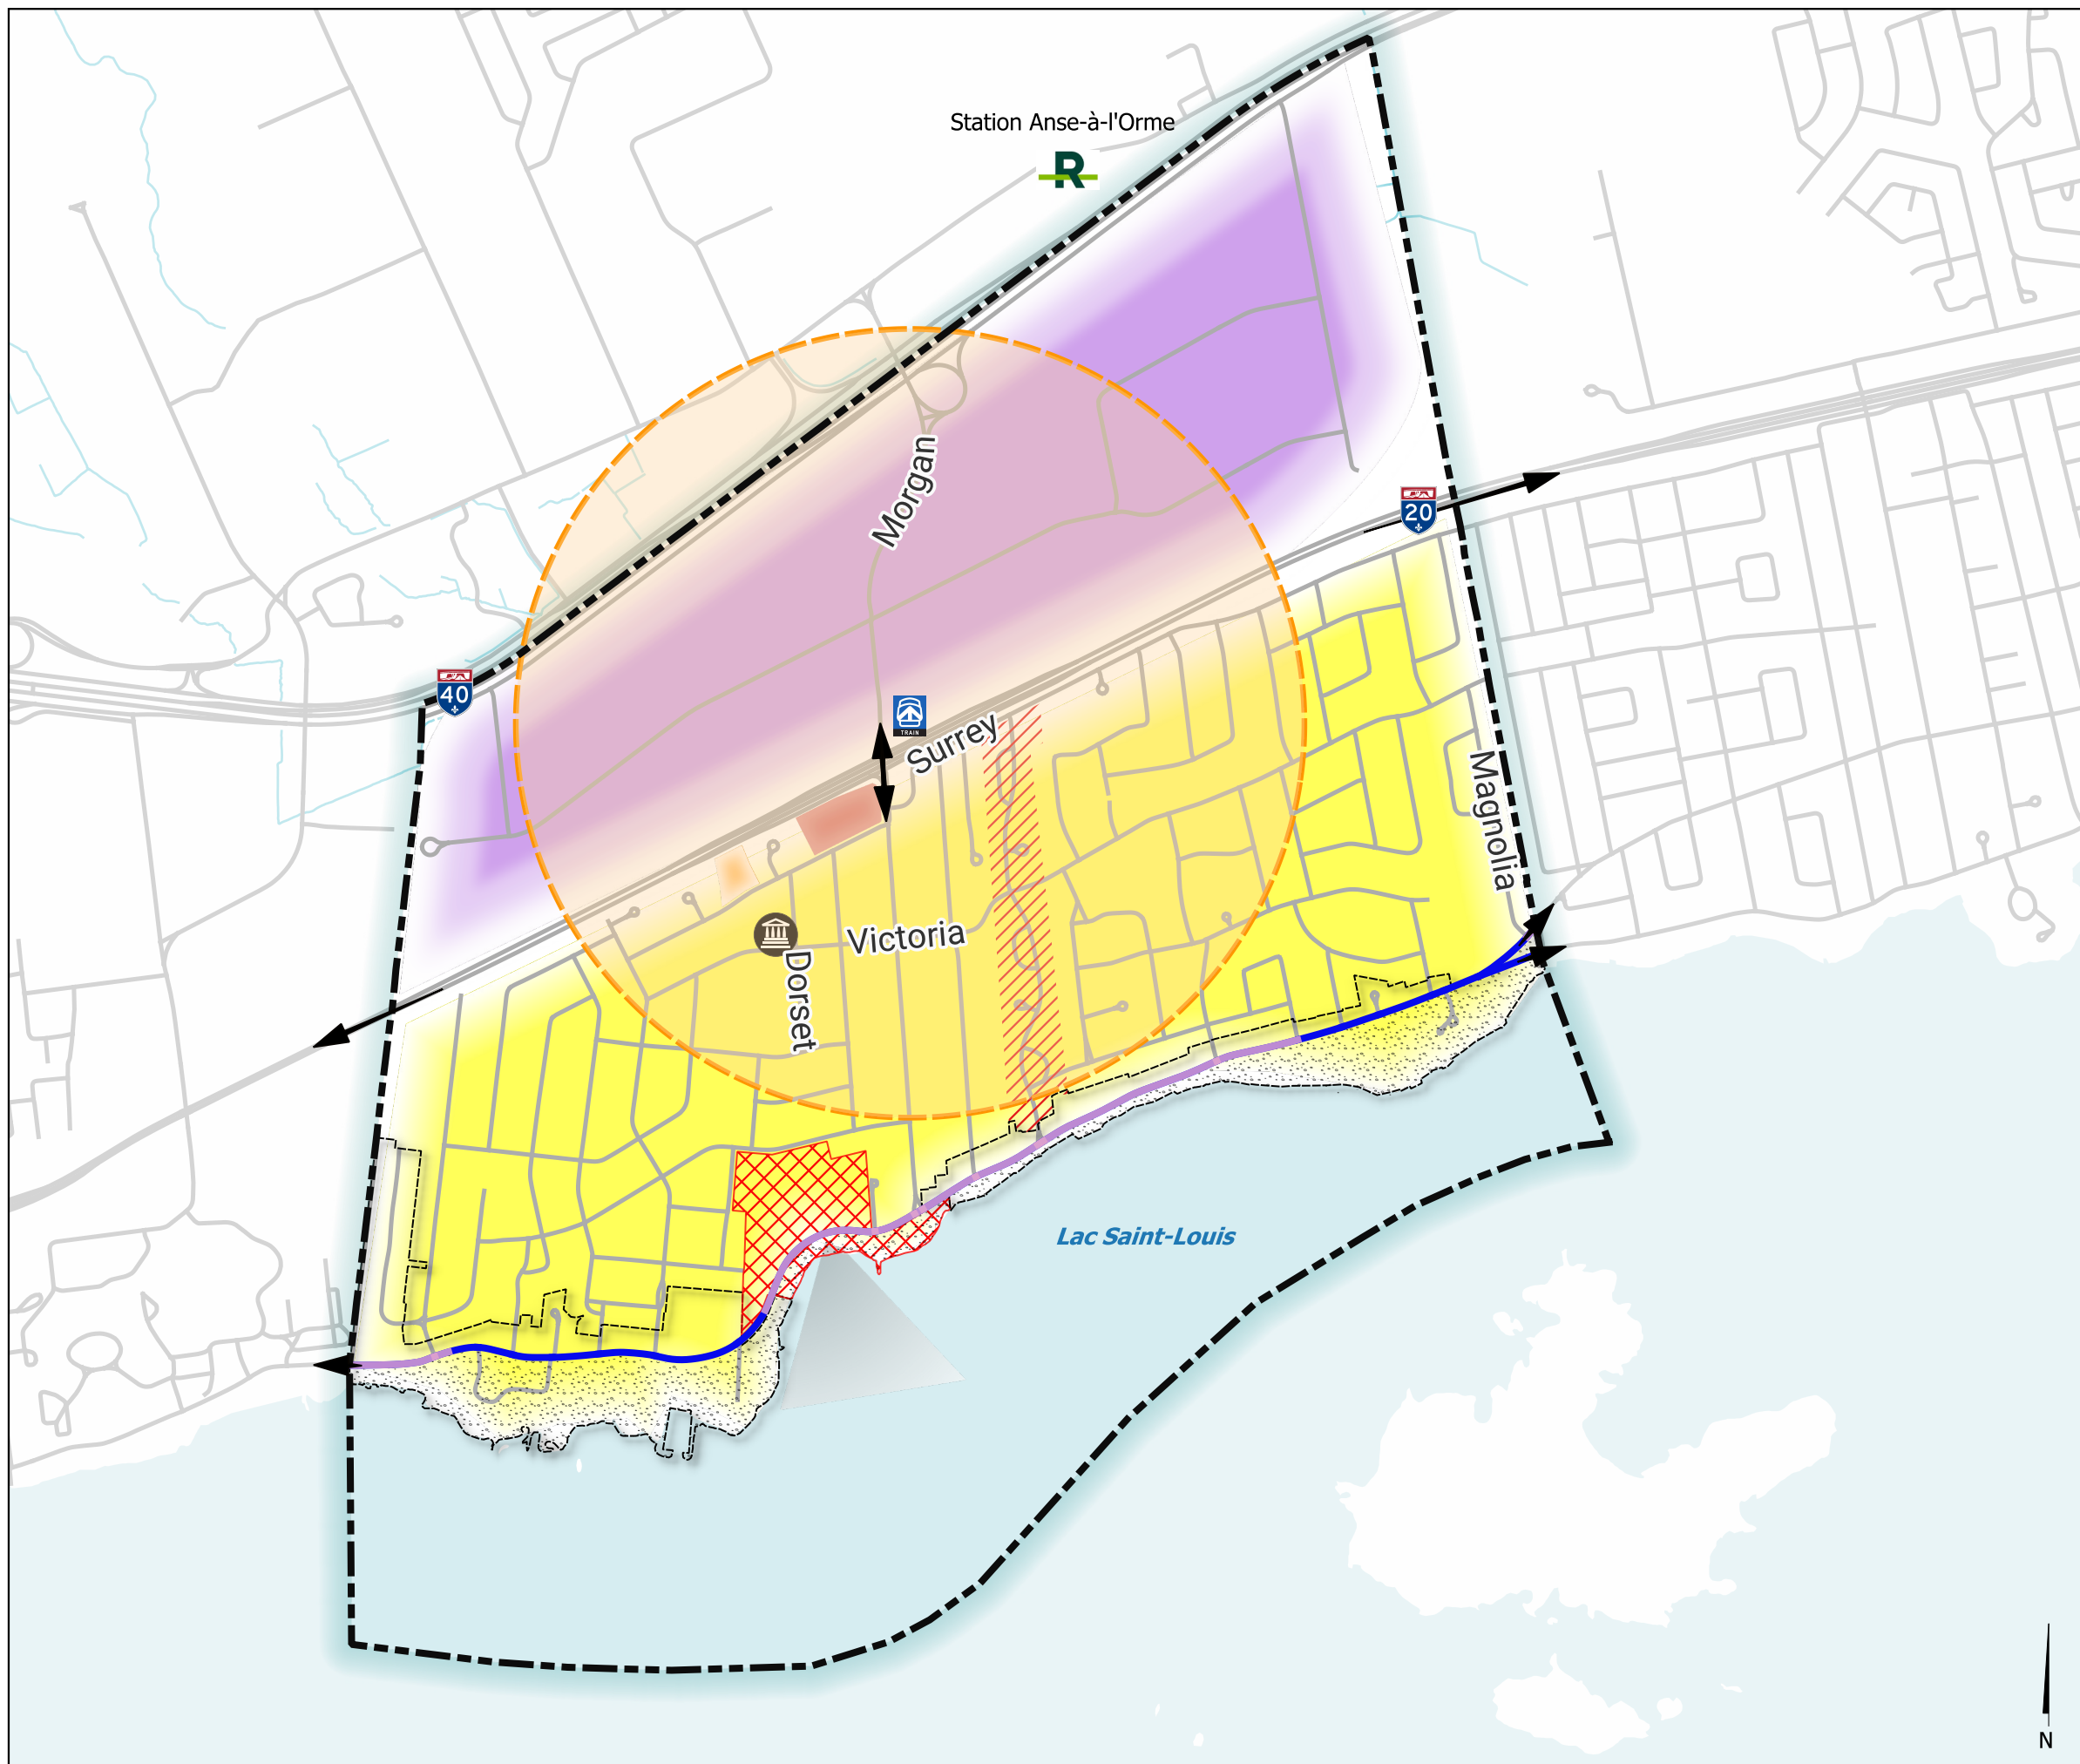 Station Anse-à-l'Orme
R
Morgan
20
40
TRAIN
Surrey
Magnolia
Victoria
Dorset
Lac Saint-Louis
N